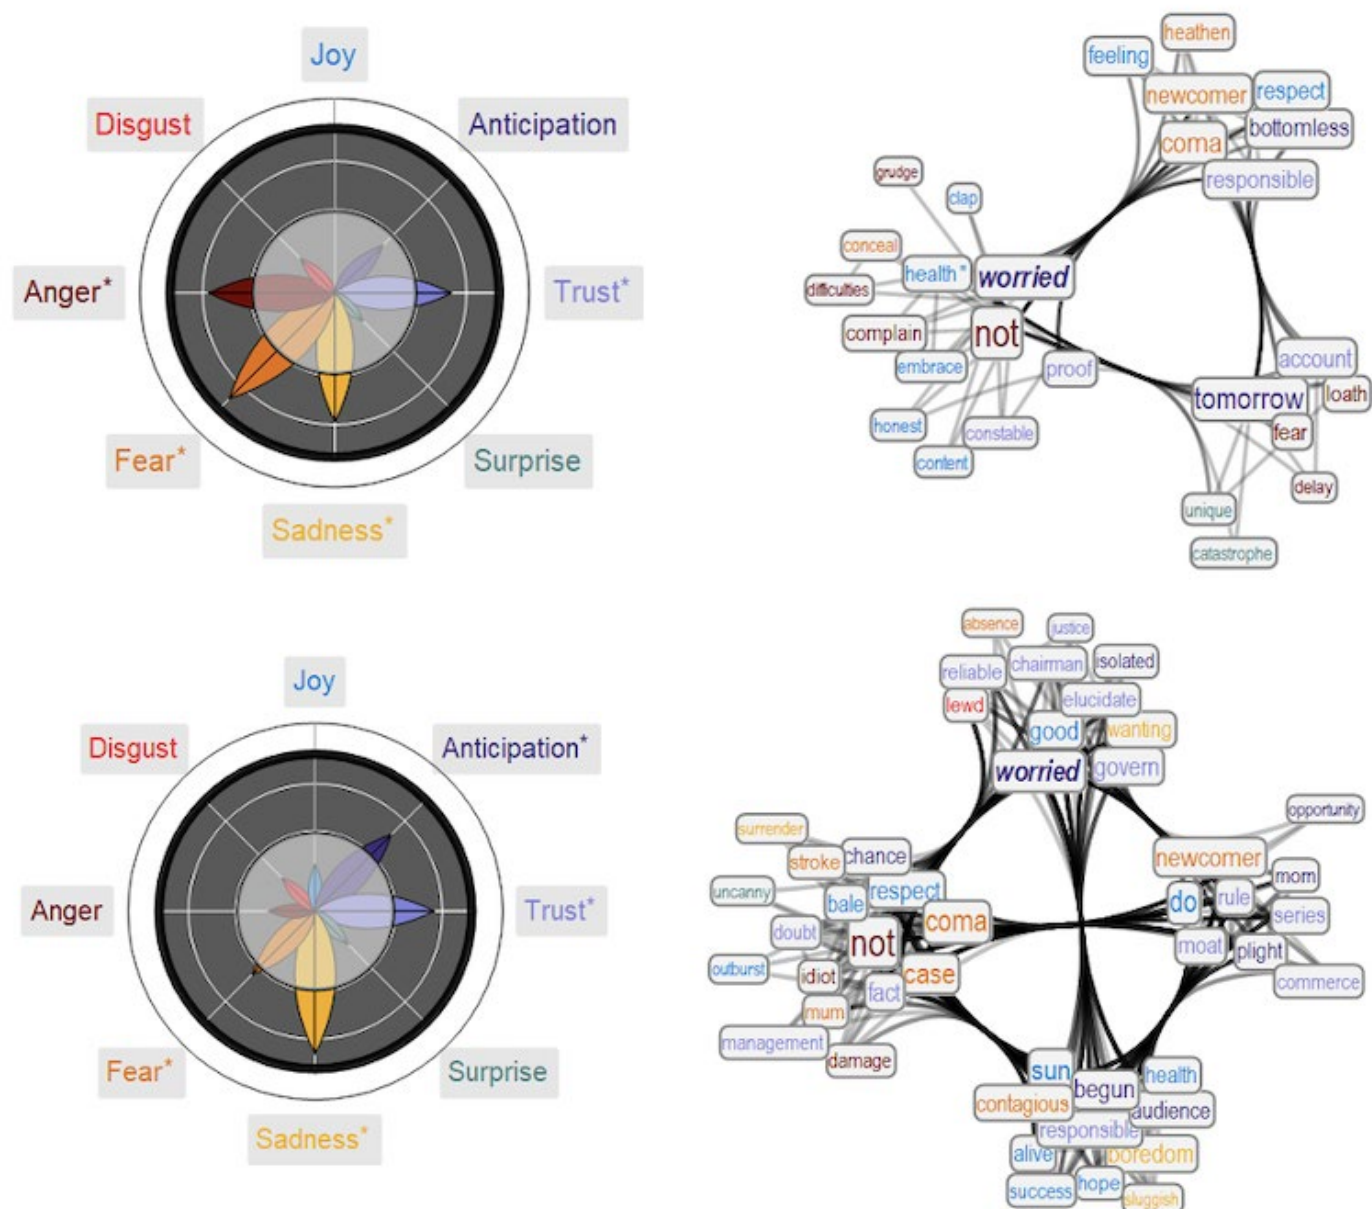 Joy
Disgust
Anticipation
Anger*
Trust*
Fear*
Surprise
Sadness*
heathen
feeling
newcomer
respect
bottomless
coma
responsible
grudge
clap
conceal
health*
worried
difficulties
complain
not
embrace
proof
honest
constable
content
account
tomorrow
loath
fear
delay
unique
catastrophe
Joy
Disgust
Anticipation*
Anger
Trust*
Fear*
Surprise
Sadness*
absence
justice
reliable
chairman
isolated
lewd
elucidate
good
wanting
worried
govern
surrender
stroke
chance
uncanny
bale
respect
coma
doubt
not
outburst
idiot
fact
case
mum
management
damage
opportunity
newcomer
morn
do
rule
series
moat
plight
commerce
sun
begun
health
contagious
audience
responsible
alive
boredom
success
hope
sluggish